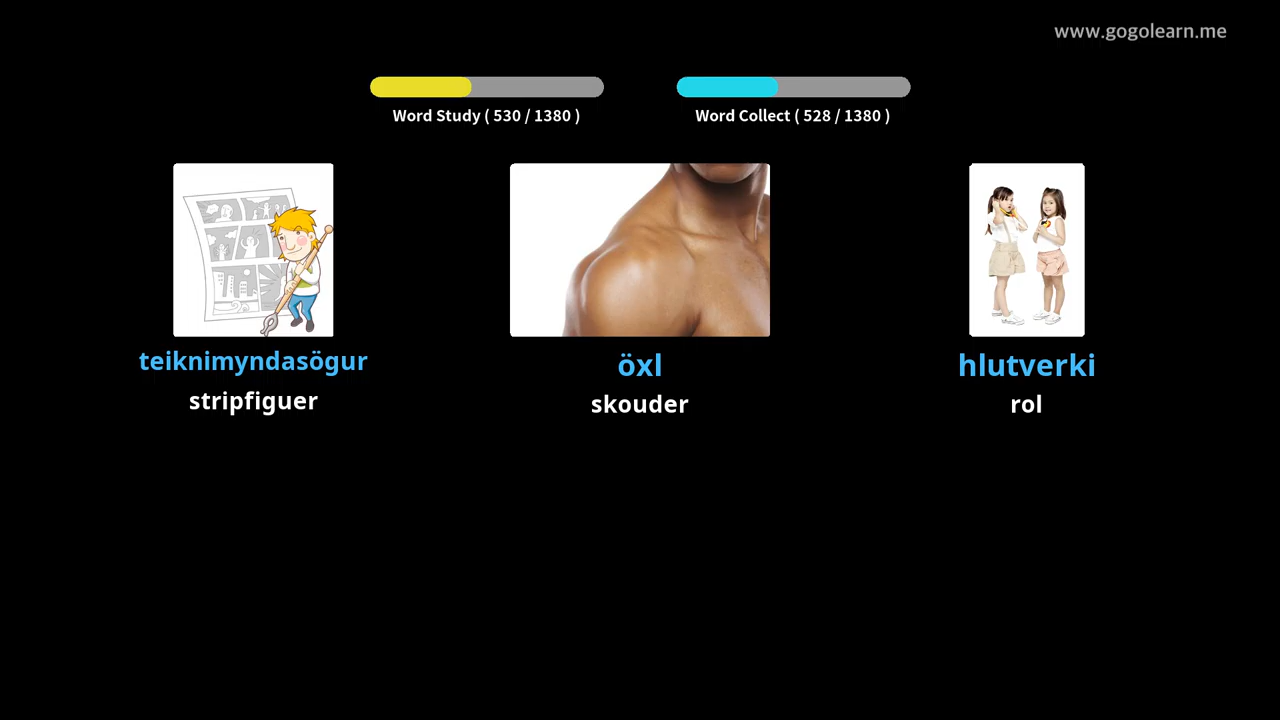 www.gogolearn.me
Word Study ( 530 / 1380 )
Word Collect ( 528 / 1380 )
teiknimyndasögur
öxl
hlutverki
stripfiguer
skouder
rol